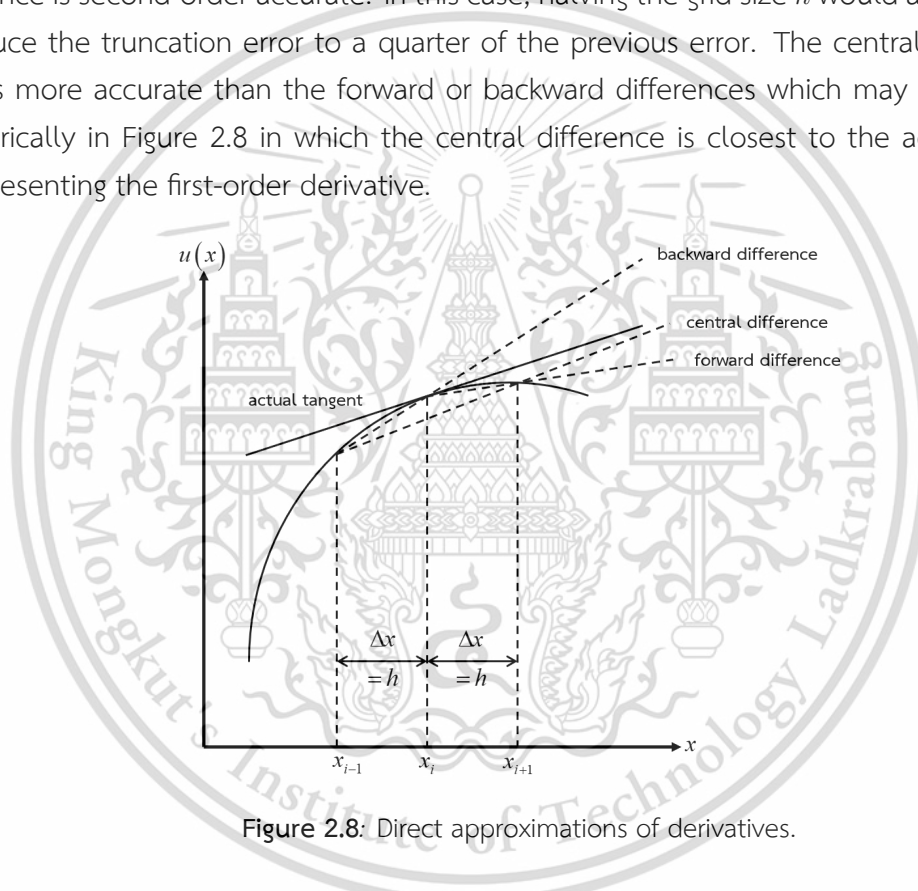 ence is second-order accurate. In this case, halving the grid size h would a
uce the truncation error to a quarter of the previous error. The central
s more accurate than the forward or backward differences which may
rically in Figure 2.8 in which the central difference is closest to the a
resenting the first-order derivative.
u(x)
backward difference
central difference
forward difference
actual tangent
Δx
= h
Δx
= h
x
x_{i-1}
x_i
x_{i+1}
Figure 2.8: Direct approximations of derivatives.
King Mongkut's Institute of Technology Ladkrabang